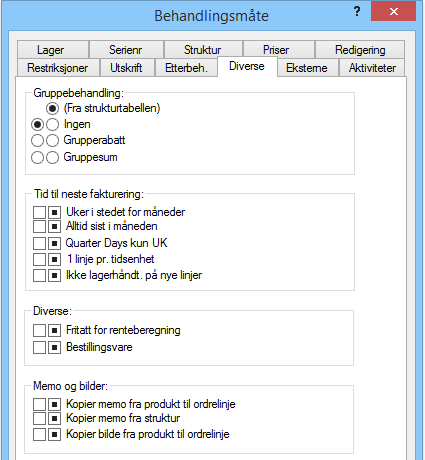 Behandlingsmåte
?
Lager Serienr Struktur Priser Redigering
Restriksjoner Utskrift Etterbeh. Diverse Eksterne Aktiviteter
Gruppebehandling:
(Fra strukturtabellen)
Ingen
Grupperabatt
Gruppesum
Tid til neste fakturering:
Uker i stedet for måneder
Alltid sist i måneden
Quarter Days kun UK
1 linje pr. tidsenhet
Ikke lagerhåndt. på nye linjer
Diverse:
Fritatt for renteberegning
Bestillingsvare
Memo og bilder:
Kopier memo fra produkt til ordrelinje
Kopier memo fra struktur
Kopier bilde fra produkt til ordrelinje